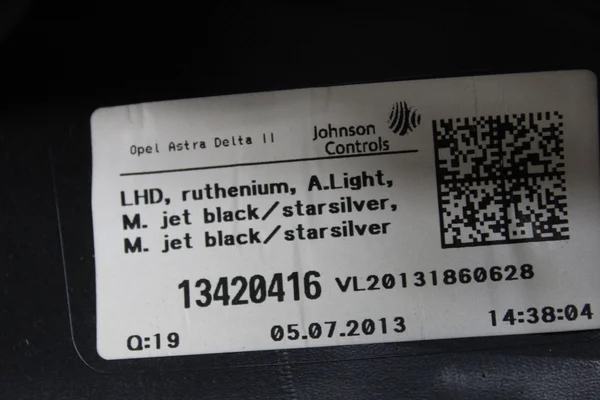 Opel Astra Delta II
Johnson
Controls
LHD, ruthenium, A.Light,
M. jet black/starsilver,
M. jet black/starsilver
13420416 VL20131860628
Q:19 05.07.2013 14:38:04